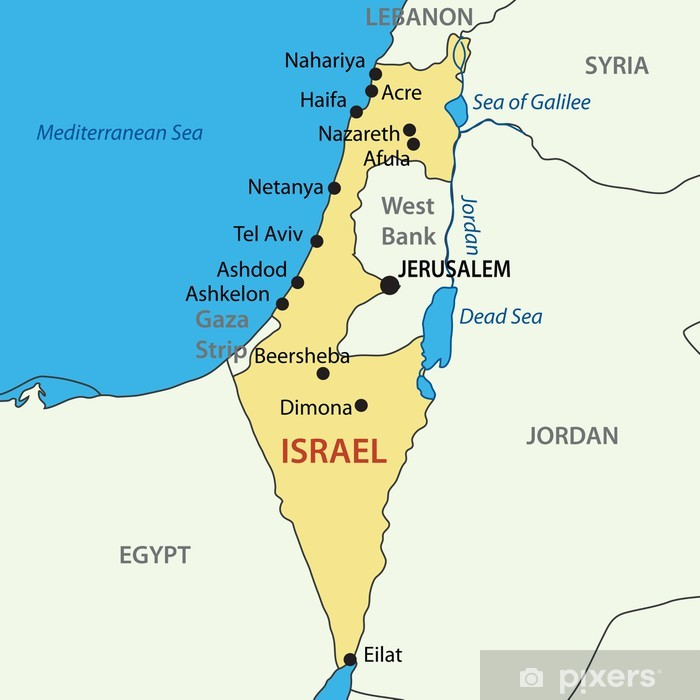 LEBANON
Nahariya
SYRIA
Acre
Haifa
Sea of Galilee
Mediterranean Sea
Nazareth
Afula
Netanya
West
Bank
Jordan
Tel Aviv
JERUSALEM
Ashdod
Ashkelon
Gaza
Strip
Dead Sea
Beersheba
Dimona
JORDAN
ISRAEL
EGYPT
Eilat
pixers